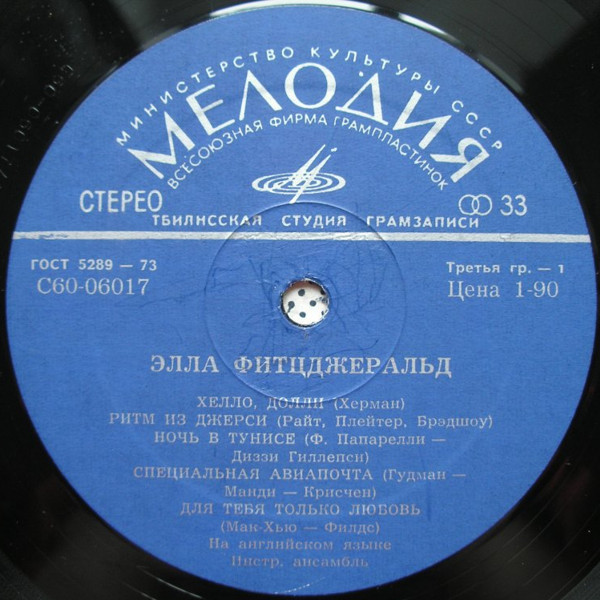 МИНИСТЕРСТВО КУЛЬТУРЫ СССР
МЕЛОДИЯ
ВСЕСОЮЗНАЯ ФИРМА ГРАМПЛАСТИНОК
СТЕРЕО
33
ТБИЛИССКАЯ СТУДИЯ ГРАМЗАПИСИ
ГОСТ 5289 — 73
Третья гр. — 1
С60-06017
Цена 1-90
ЭЛЛА ФИТЦДЖЕРАЛЬД
ХЕЛЛО, ДОЛЛИ (Херман)
РИТМ ИЗ ДЖЕРСИ (Райт, Плейтер, Брэдшоу)
НОЧЬ В ТУНИСЕ (Ф. Папарелли —
Диззи Гиллепси)
СПЕЦИАЛЬНАЯ АВИАПОЧТА (Гудман —
Манди — Крисчен)
ДЛЯ ТЕБЯ ТОЛЬКО ЛЮБОВЬ
(Мак-Хью — Филдс)
На английском языке
Инстр. ансамбль